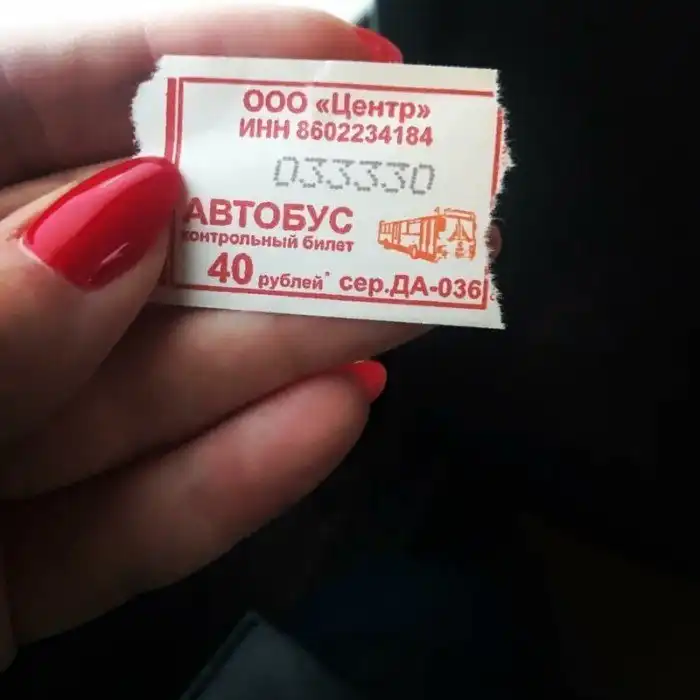 ООО «Центр»
ИНН 8602234184
033330
АВТОБУС
контрольный билет
40 рублей* сер.ДА-036